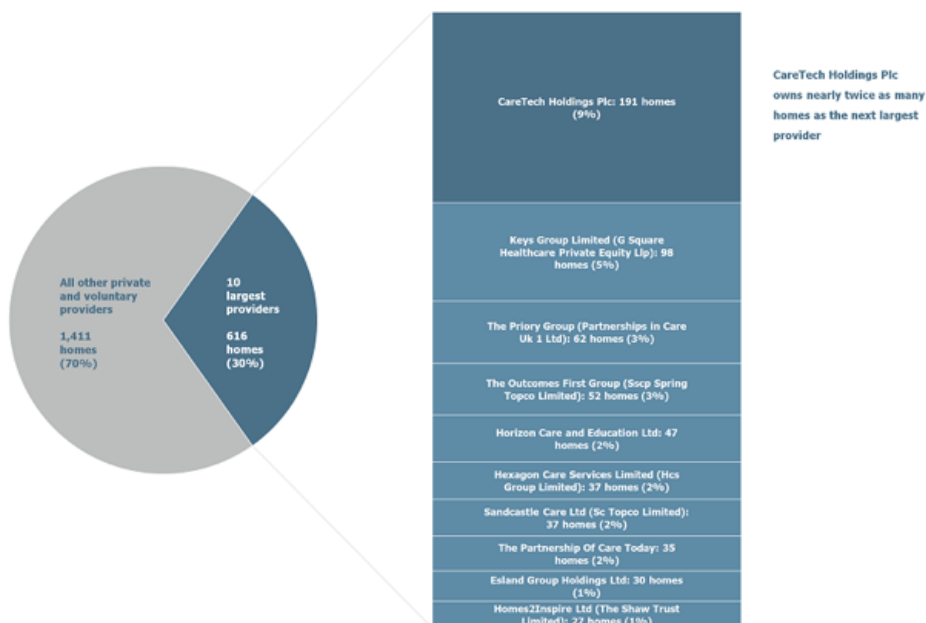 CareTech Holdings Plc: 191 homes
(9%)
CareTech Holdings Plc
owns nearly twice as many
homes as the next largest
provider
Keys Group Limited (G Square
Healthcare Private Equity Llp): 98
homes (5%)
All other private
and voluntary
providers
1,411
homes
(70%)
10
largest
providers
616
homes
(30%)
The Priory Group (Partnerships in Care
Uk 1 Ltd): 62 homes (3%)
The Outcomes First Group (Sscp Spring
Topco Limited): 52 homes (3%)
Horizon Care and Education Ltd: 47
homes (2%)
Hexagon Care Services Limited (Hcs
Group Limited): 37 homes (2%)
Sandcastle Care Ltd (Sc Topco Limited):
37 homes (2%)
The Partnership Of Care Today: 35
homes (2%)
Esland Group Holdings Ltd: 30 homes
(1%)
Homes2Inspire Ltd (The Shaw Trust
Limited): 27 homes (1%)